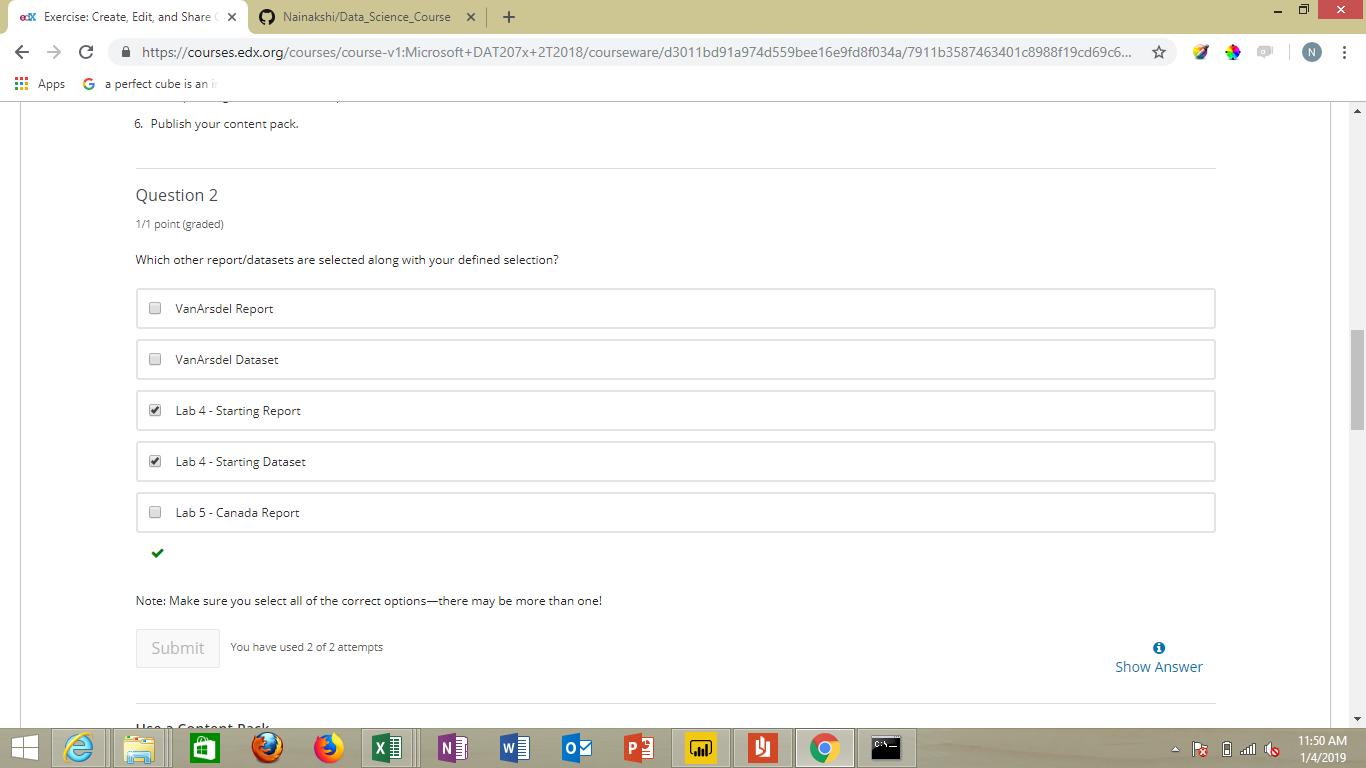 edX Exercise: Create, Edit, and Share
Nainakshi/Data_Science_Course
https://courses.edx.org/courses/course-v1:Microsoft+DAT207x+2T2018/courseware/d3011bd91a974d559bee16e9fd8f034a/7911b3587463401c8988f19cd69c6...
N
Apps
a perfect cube is an i
6. Publish your content pack.
Question 2
1/1 point (graded)
Which other report/datasets are selected along with your defined selection?
VanArsdel Report
VanArsdel Dataset
Lab 4 - Starting Report
Lab 4 - Starting Dataset
Lab 5 - Canada Report
Note: Make sure you select all of the correct options—there may be more than one!
Submit
You have used 2 of 2 attempts
Show Answer
Use a Content Pack
11:50 AM
1/4/2019